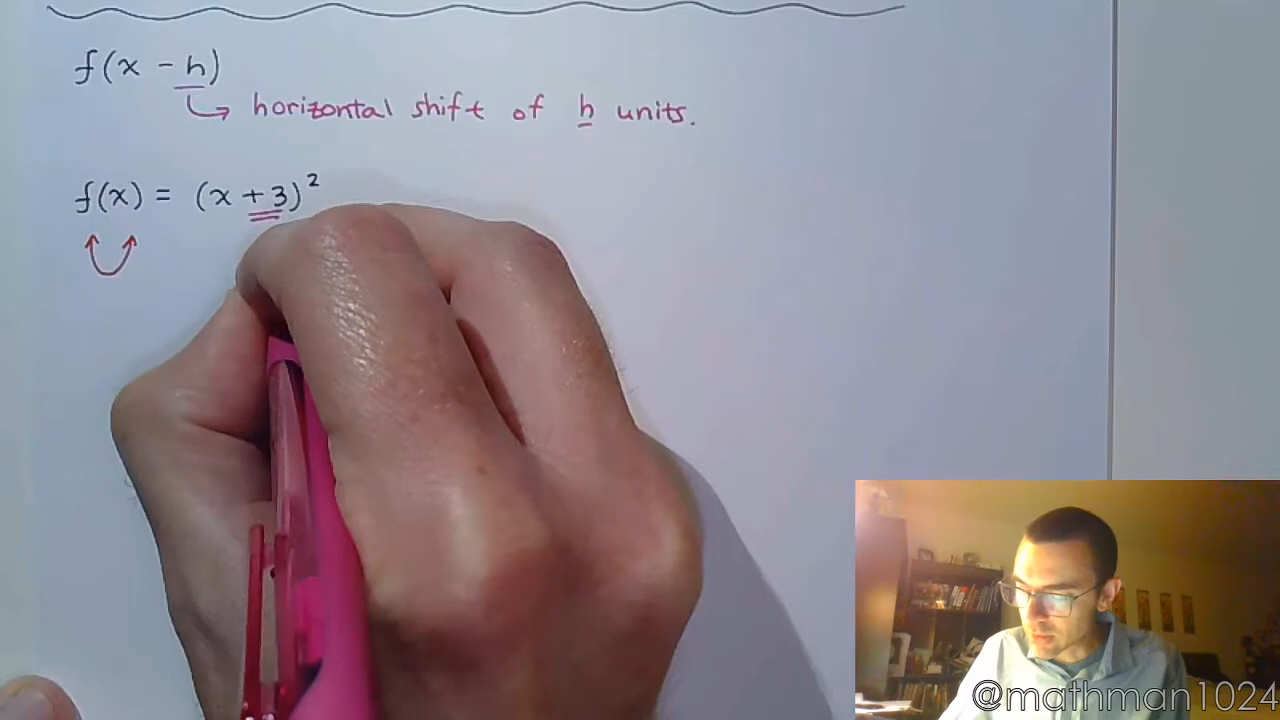 f(x - h)
horizontal shift of h units.
f(x) = (x + 3)²
@mathman1024